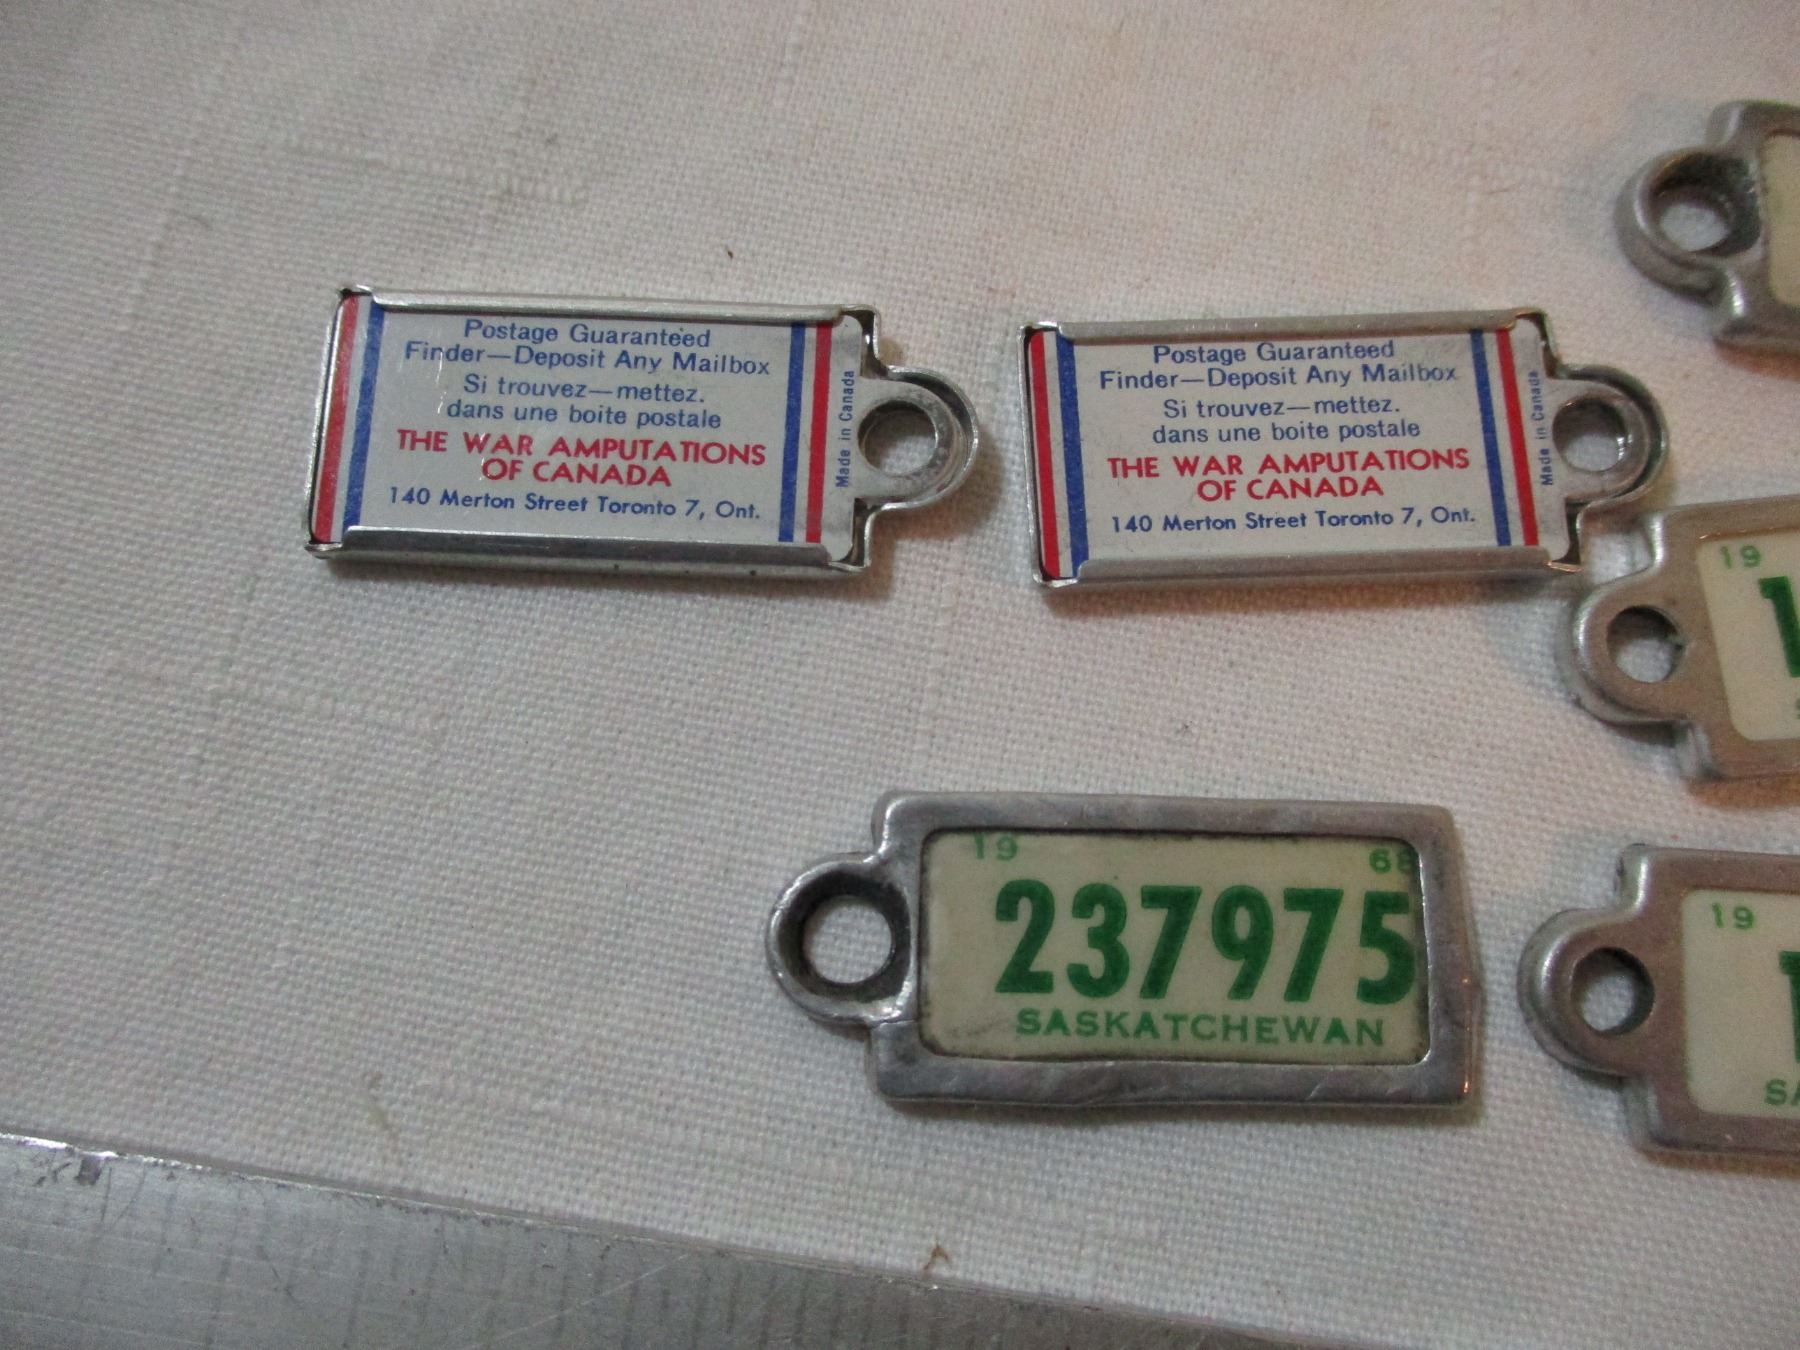 Postage Guaranteed
Finder—Deposit Any Mailbox
Si trouvez—mettez.
dans une boite postale
THE WAR AMPUTATIONS
OF CANADA
140 Merton Street Toronto 7, Ont.
Made in Canada
Postage Guaranteed
Finder—Deposit Any Mailbox
Si trouvez—mettez.
dans une boite postale
THE WAR AMPUTATIONS
OF CANADA
140 Merton Street Toronto 7, Ont.
Made in Canada
19
19 68
237975
SASKATCHEWAN
19